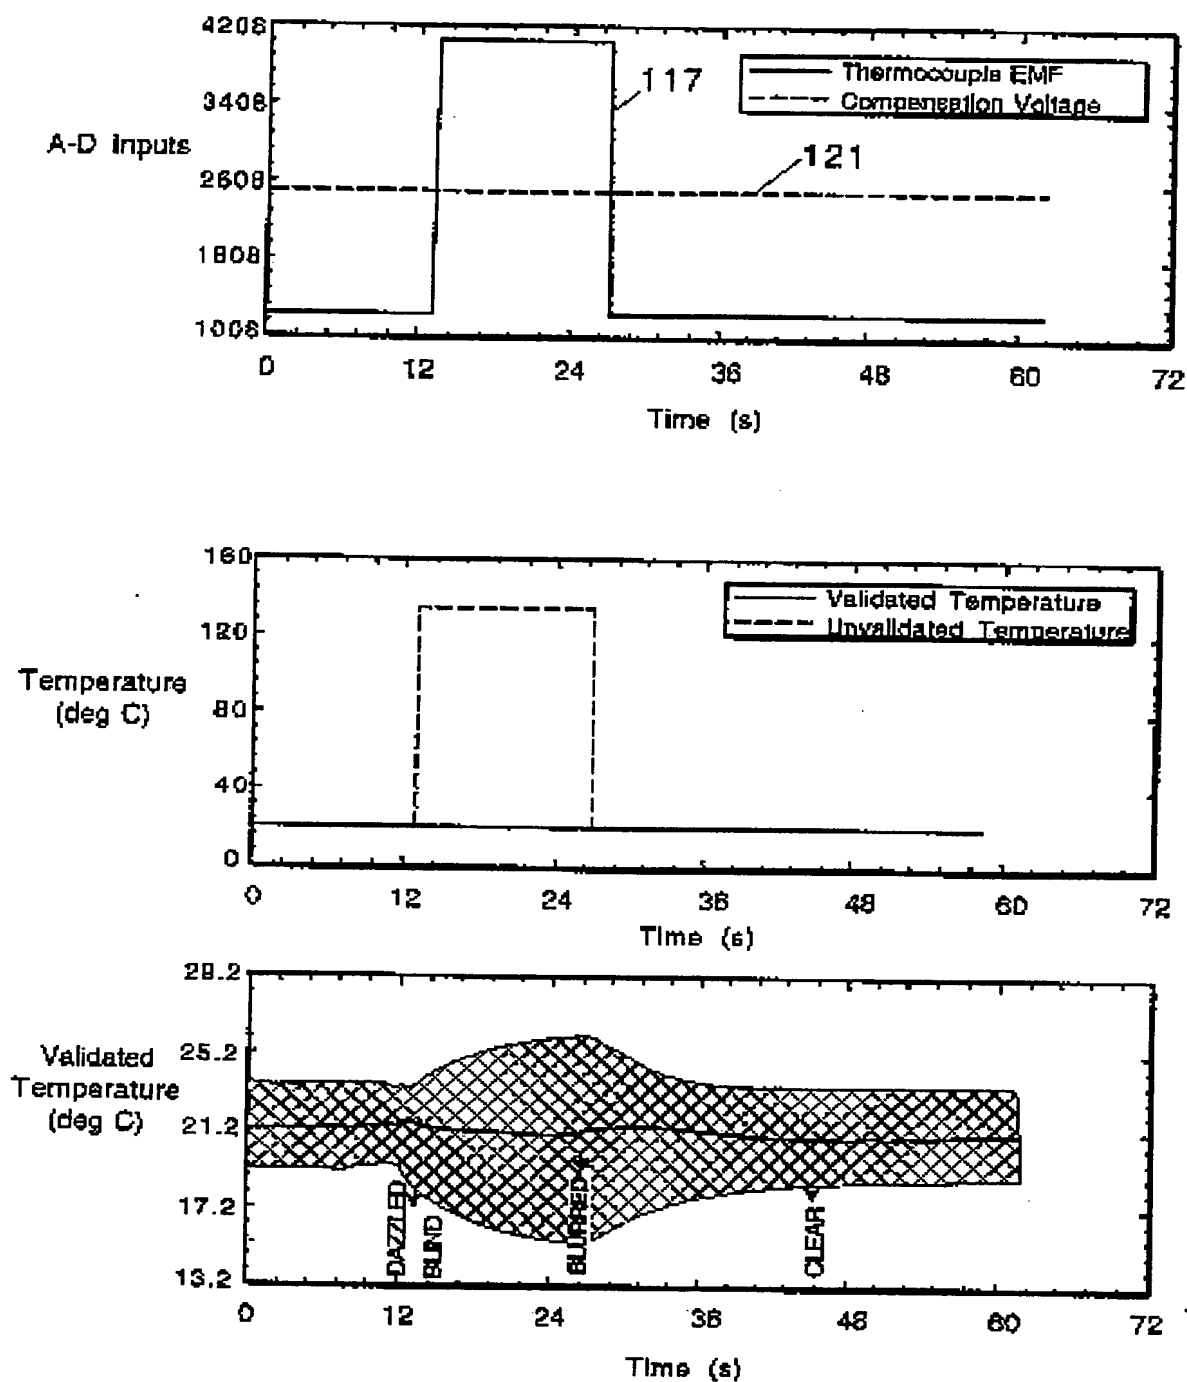 4208
3408
2608
1808
1008
A-D Inputs
117
121
Thermocouple EMF
Compensation Voltage
0 12 24 36 48 60 72
Time (s)
160
120
80
40
0
Temperature
(deg C)
Validated Temperature
Unvalidated Temperature
0 12 24 36 48 60 72
Time (s)
29.2
25.2
21.2
17.2
13.2
Validated
Temperature
(deg C)
DAZZLED
BLIND
BLURRED
CLEAR
0 12 24 36 48 60 72
Time (s)